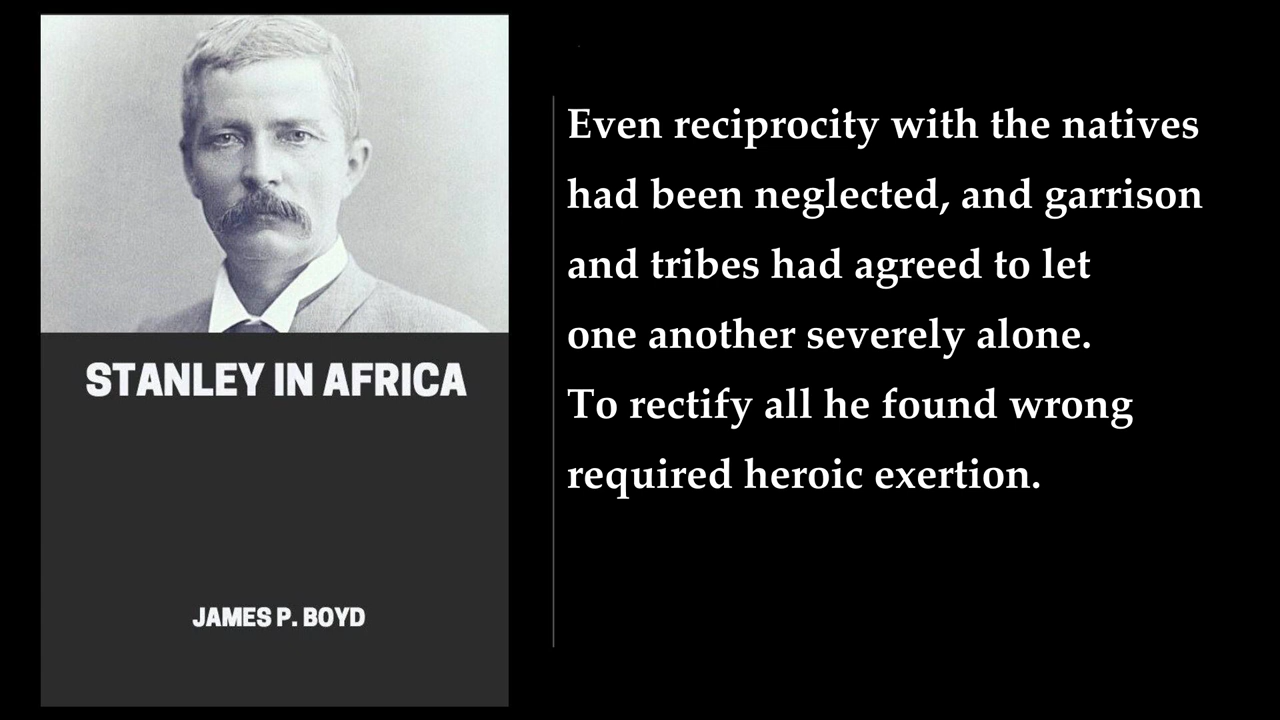 STANLEY IN AFRICA
JAMES P. BOYD
Even reciprocity with the natives
had been neglected, and garrison
and tribes had agreed to let
one another severely alone.
To rectify all he found wrong
required heroic exertion.